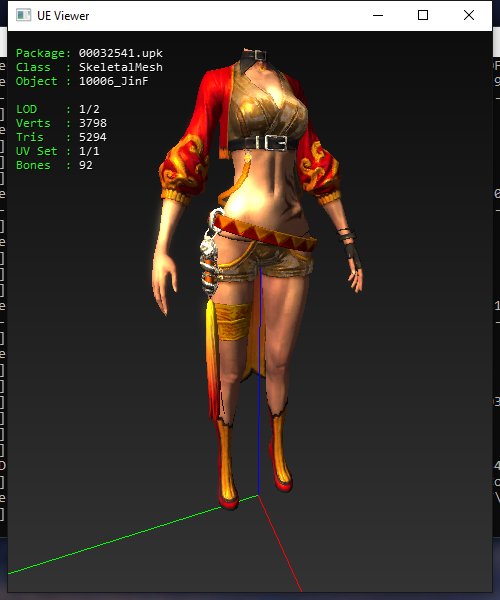 UE Viewer
Package: 00032541.upk
Class  : SkeletalMesh
Object : 10006_JinF
LOD    : 1/2
Verts  : 3798
Tris   : 5294
UV Set : 1/1
Bones  : 92